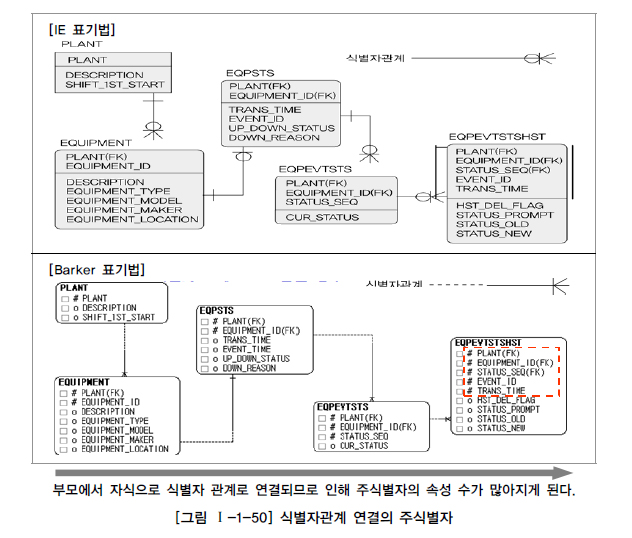 [IE 표기법]
PLANT
PLANT
DESCRIPTION
SHIFT_1ST_START
식별자관계
EQPSTS
PLANT(FK)
EQUIPMENT_ID(FK)
TRANS_TIME
EVENT_ID
UP_DOWN_STATUS
DOWN_REASON
EQUIPMENT
PLANT(FK)
EQUIPMENT_ID
DESCRIPTION
EQUIPMENT_TYPE
EQUIPMENT_MODEL
EQUIPMENT_MAKER
EQUIPMENT_LOCATION
EQPEVTSTS
PLANT(FK)
EQUIPMENT_ID(FK)
STATUS_SEQ
CUR_STATUS
EQPEVTSTSHST
PLANT(FK)
EQUIPMENT_ID(FK)
STATUS_SEQ(FK)
EVENT_ID
TRANS_TIME
HST_DEL_FLAG
STATUS_PROMPT
STATUS_OLD
STATUS_NEW
[Barker 표기법]
식별자관계
PLANT
# PLANT
o DESCRIPTION
o SHIFT_1ST_START
EQPSTS
# PLANT(FK)
# EQUIPMENT_ID(FK)
o TRANS_TIME
o EVENT_TIME
o UP_DOWN_STATUS
o DOWN_REASON
EQUIPMENT
# PLANT(FK)
# EQUIPMENT_ID
o DESCRIPTION
o EQUIPMENT_TYPE
o EQUIPMENT_MODEL
o EQUIPMENT_MAKER
o EQUIPMENT_LOCATION
EQPEYTSTS
# PLANT(FK)
# EQUIPMENT_ID(FK)
# STATUS_SEQ
o CUR_STATUS
EQPEVTSTSHST
# PLANT(FK)
# EQUIPMENT_ID(FK)
# STATUS_SEQ(FK)
# EVENT_ID
# TRANS_TIME
o HST_DEL_FLAG
o STATUS_PROMPT
o STATUS_OLD
o STATUS_NEW
부모에서 자식으로 식별자 관계로 연결되므로 인해 주식별자의 속성 수가 많아지게 된다.
[그림 Ⅰ-1-50] 식별자관계 연결의 주식별자